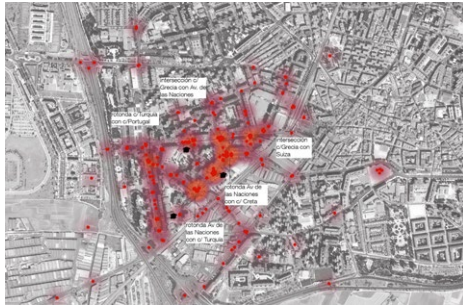 intersección c/
Grecia con Av. de
las Naciones
rotonda c/Turquía
con c/Portugal
intersección
c/Grecia con
Suiza
rotonda Av de
las Naciones
con c/ Creta
rotonda Av de
las Naciones
con c/ Turquía